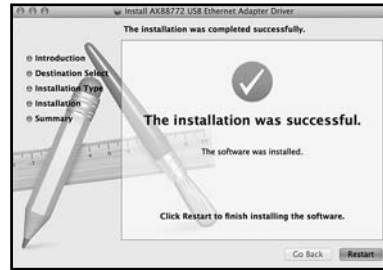 Install AX88772 USB Ethernet Adapter Driver
The installation was completed successfully.
Introduction
Destination Select
Installation Type
Installation
Summary
The installation was successful.
The software was installed.
Click Restart to finish installing the software.
Go Back
Restart